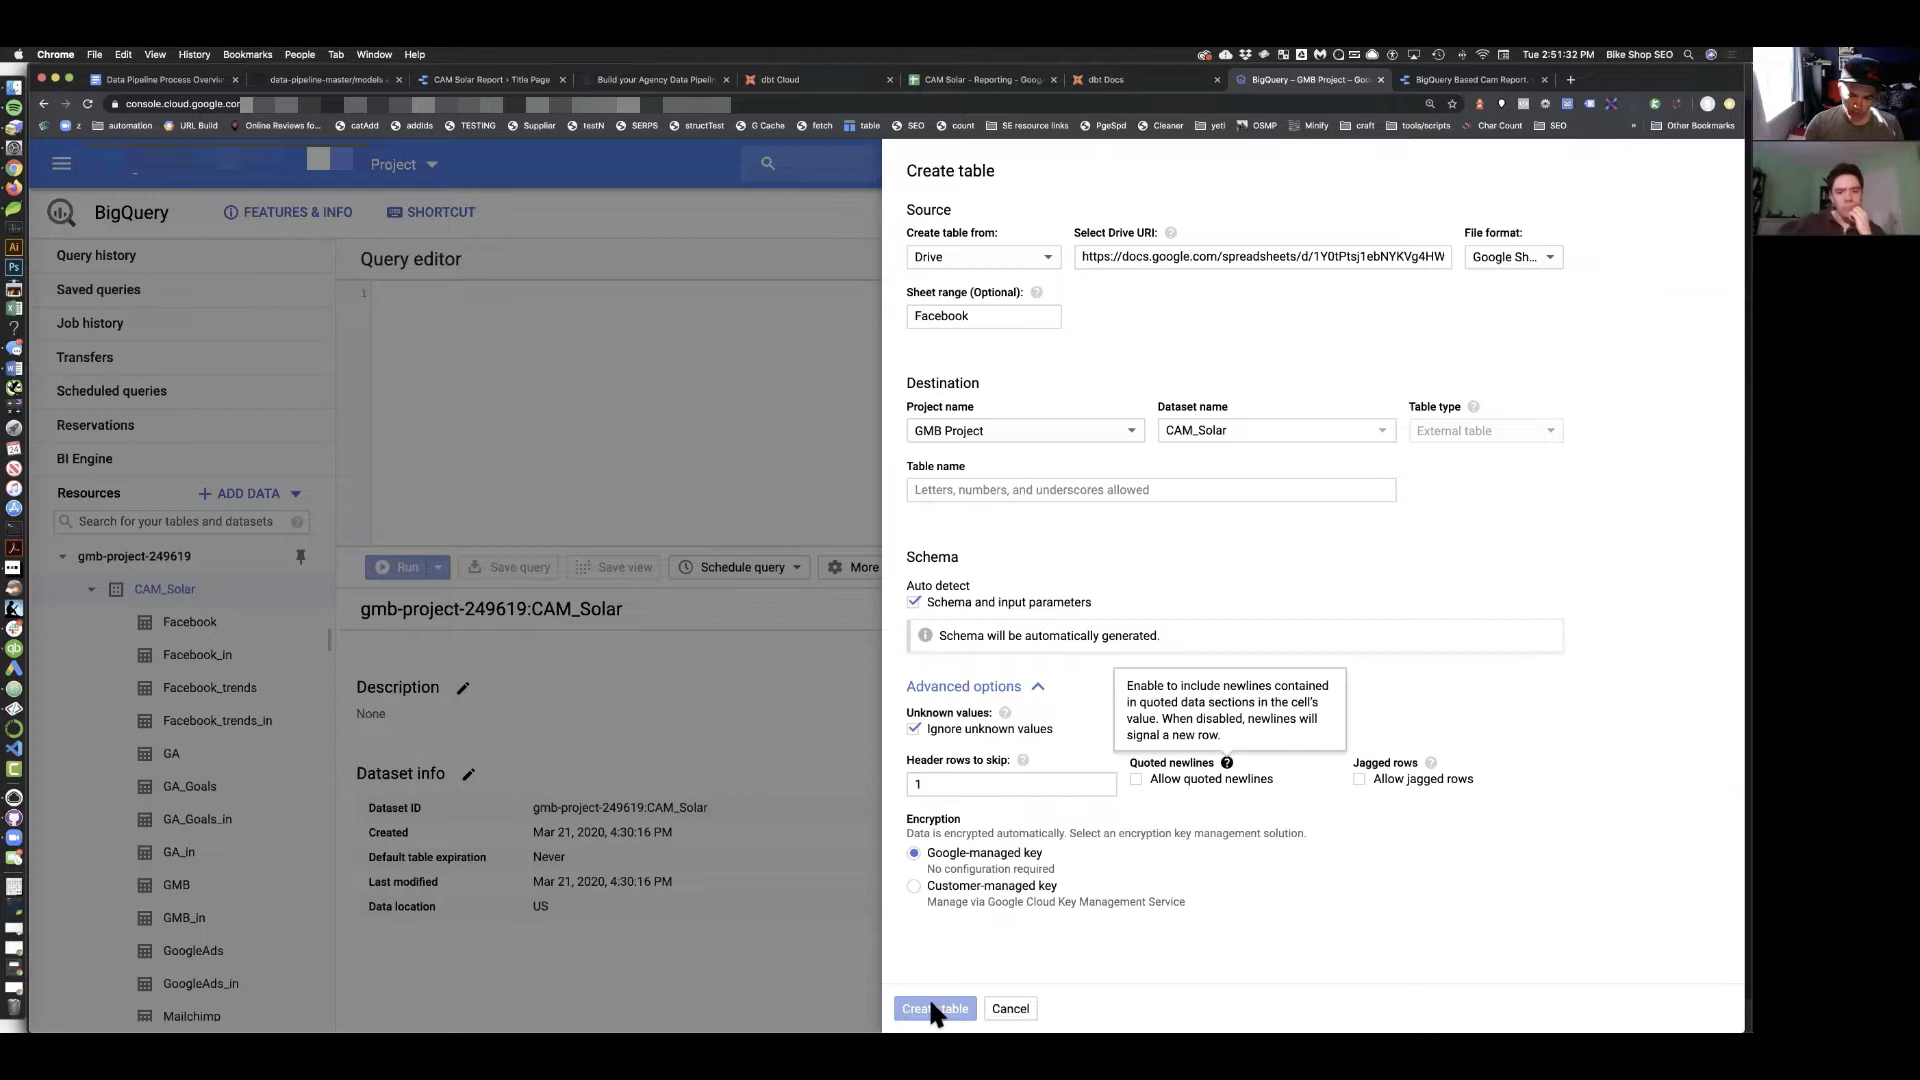 Chrome File Edit View History Bookmarks People Tab Window Help
Tue 2:51:32 PM Bike Shop SEO
Data Pipeline Process Overvie
data-pipeline-master/models
CAM Solar Report › Title Page
Build your Agency Data Pipelin
dbt Cloud
CAM Solar - Reporting - Goog
dbt Docs
BigQuery – GMB Project – Goo
BigQuery Based Cam Report.
console.cloud.google.com
z automation URL Build Online Reviews fo... catAdd addIds TESTING Supplier testN SERPS structTest G Cache fetch table SEO count SE resource links PgeSpd Cleaner yeti OSMP Minify craft tools/scripts Char Count SEO » Other Bookmarks
Project
BigQuery
FEATURES & INFO
SHORTCUT
Query history
Saved queries
Job history
Transfers
Scheduled queries
Reservations
BI Engine
Resources
ADD DATA
Search for your tables and datasets
gmb-project-249619
CAM_Solar
Facebook
Facebook_in
Facebook_trends
Facebook_trends_in
GA
GA_Goals
GA_Goals_in
GA_in
GMB
GMB_in
GoogleAds
GoogleAds_in
Mailchimp
Query editor
1
Run
Save query
Save view
Schedule query
More
gmb-project-249619:CAM_Solar
Description
None
Dataset info
Dataset ID gmb-project-249619:CAM_Solar
Created Mar 21, 2020, 4:30:16 PM
Default table expiration Never
Last modified Mar 21, 2020, 4:30:16 PM
Data location US
Create table
Source
Create table from: Select Drive URI: File format:
Drive https://docs.google.com/spreadsheets/d/1Y0tPtsj1ebNYKVg4HW Google Sh...
Sheet range (Optional):
Facebook
Destination
Project name Dataset name Table type
GMB Project CAM_Solar External table
Table name
Letters, numbers, and underscores allowed
Schema
Auto detect
Schema and input parameters
Schema will be automatically generated.
Advanced options
Enable to include newlines contained
in quoted data sections in the cell's
value. When disabled, newlines will
signal a new row.
Unknown values:
Ignore unknown values
Header rows to skip: Quoted newlines Jagged rows
1 Allow quoted newlines Allow jagged rows
Encryption
Data is encrypted automatically. Select an encryption key management solution.
Google-managed key
No configuration required
Customer-managed key
Manage via Google Cloud Key Management Service
Create table
Cancel